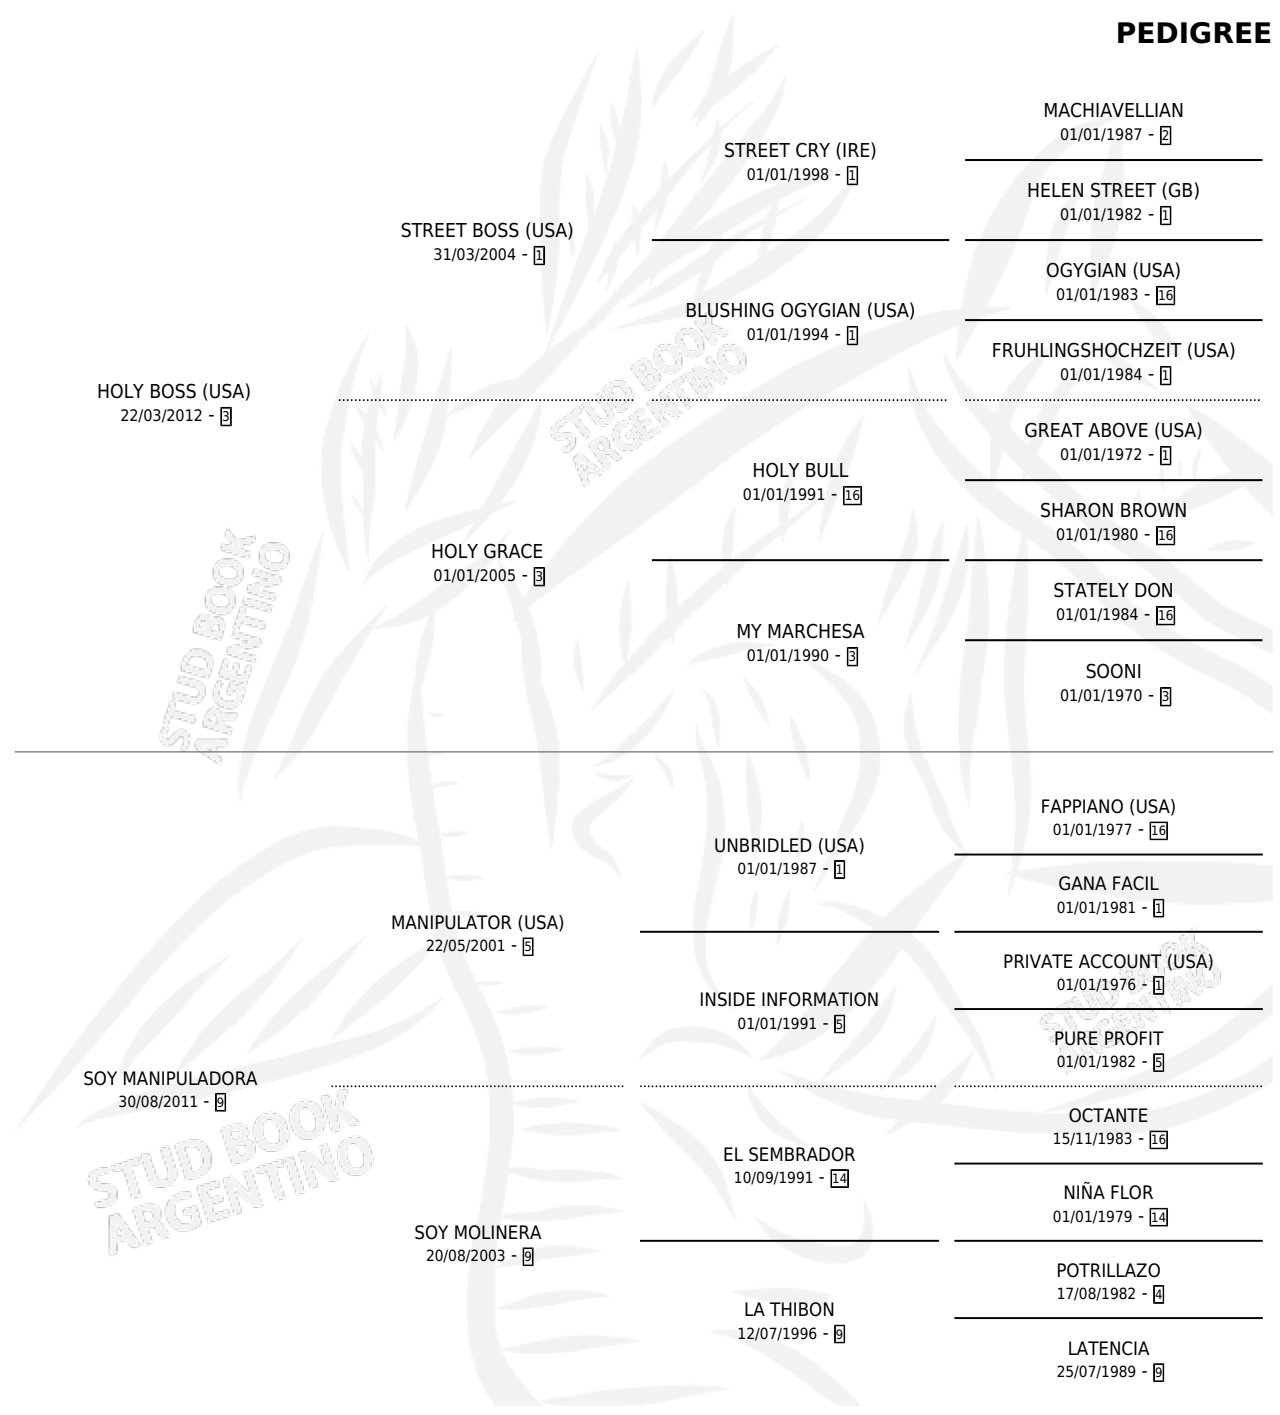 PEDIGREE
MACHIAVELLIAN
01/01/1987 - 2
STREET CRY (IRE)
01/01/1998 - 1
HELEN STREET (GB)
01/01/1982 - 1
STREET BOSS (USA)
31/03/2004 - 1
OGYGIAN (USA)
01/01/1983 - 16
BLUSHING OGYGIAN (USA)
01/01/1994 - 1
FRUHLINGSHOCHZEIT (USA)
01/01/1984 - 1
HOLY BOSS (USA)
22/03/2012 - 3
STUD BOOK
ARGENTINO
GREAT ABOVE (USA)
01/01/1972 - 1
HOLY BULL
01/01/1991 - 16
SHARON BROWN
01/01/1980 - 16
HOLY GRACE
01/01/2005 - 3
STATELY DON
01/01/1984 - 16
MY MARCHESA
01/01/1990 - 3
SOONI
01/01/1970 - 3
STUD BOOK
ARGENTINO
FAPPIANO (USA)
01/01/1977 - 16
UNBRIDLED (USA)
01/01/1987 - 1
GANA FACIL
01/01/1981 - 1
MANIPULATOR (USA)
22/05/2001 - 5
PRIVATE ACCOUNT (USA)
01/01/1976 - 1
INSIDE INFORMATION
01/01/1991 - 5
STUD BOOK
ARGENTINO
PURE PROFIT
01/01/1982 - 5
SOY MANIPULADORA
30/08/2011 - 9
STUD BOOK
ARGENTINO
OCTANTE
15/11/1983 - 16
EL SEMBRADOR
10/09/1991 - 14
NIÑA FLOR
01/01/1979 - 14
SOY MOLINERA
20/08/2003 - 9
POTRILLAZO
17/08/1982 - 4
LA THIBON
12/07/1996 - 9
LATENCIA
25/07/1989 - 9